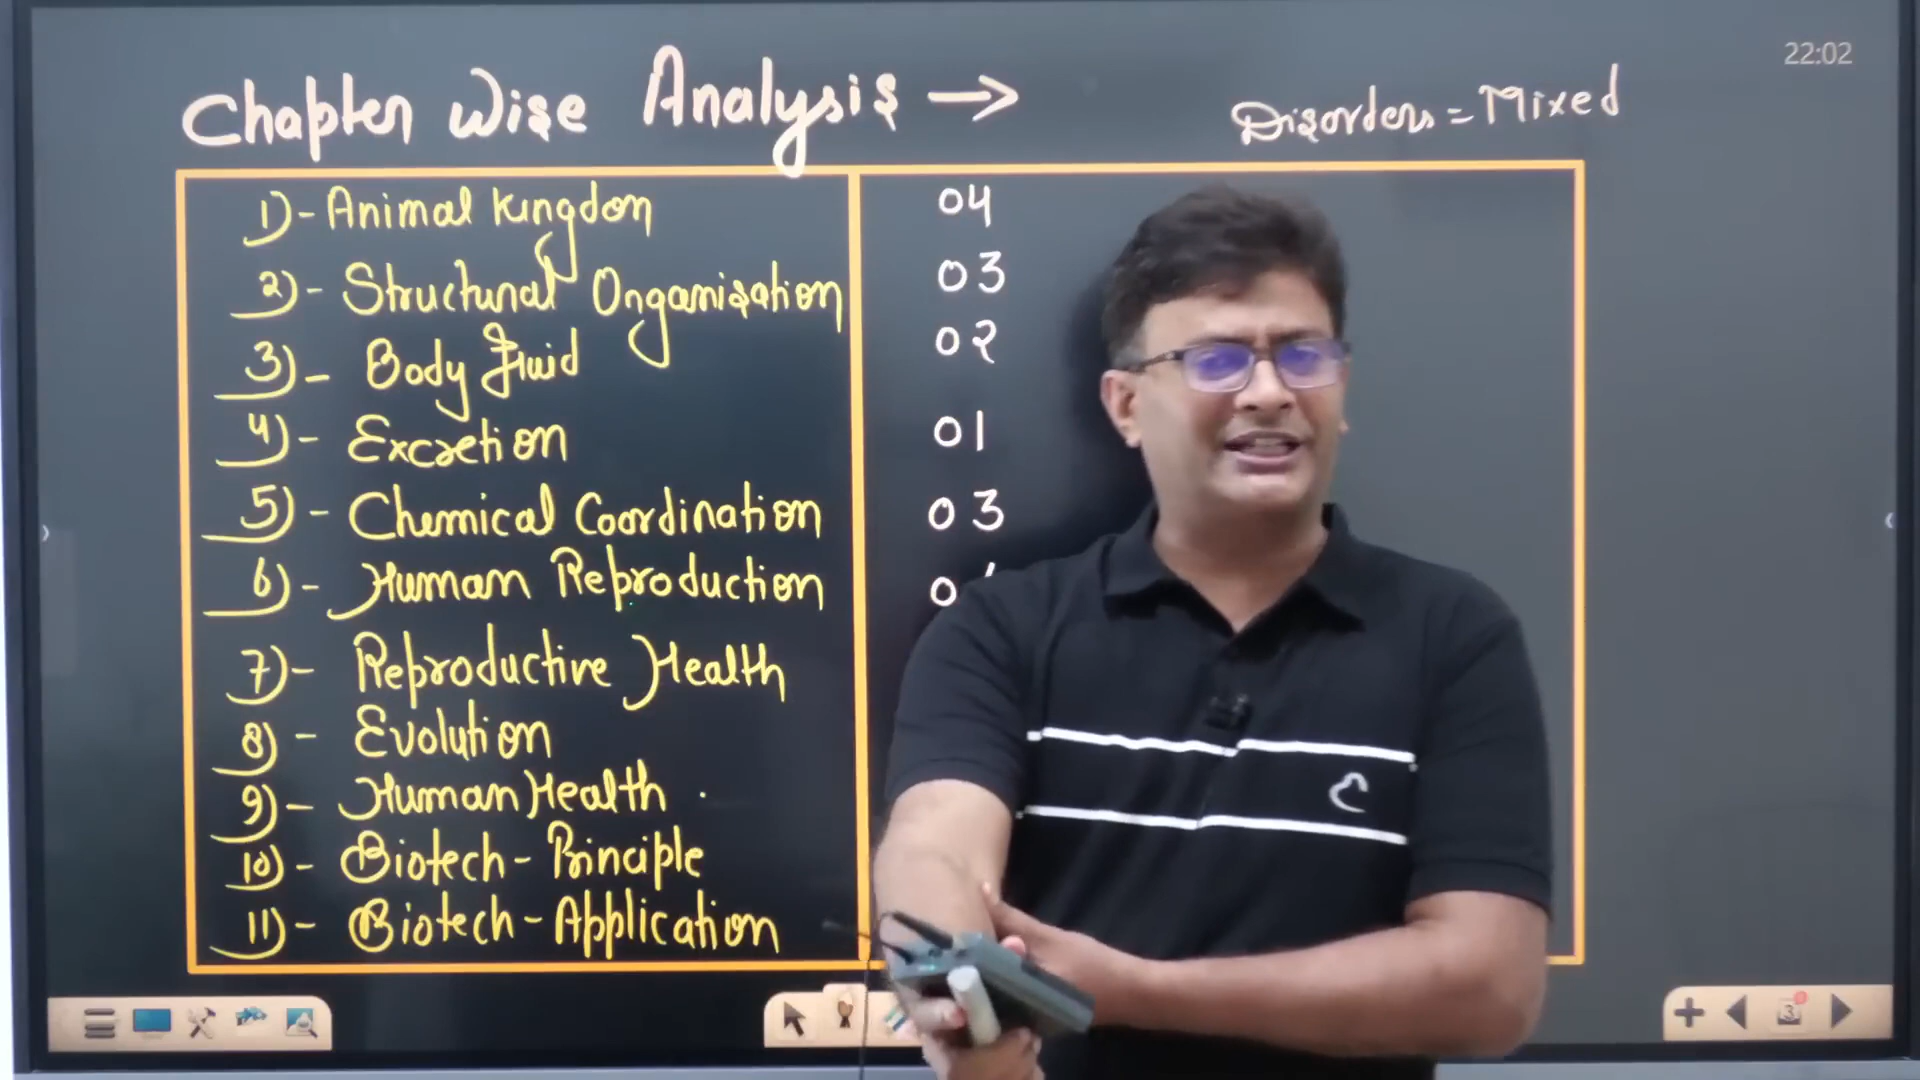 22:02
Chapter Wise Analysis →
Disorders = Mixed
1) - Animal Kingdom 04
2) - Structural Organisation 03
3) - Body fluid 02
4) - Excretion 01
5) - Chemical Coordination 03
6) - Human Reproduction
7) - Reproductive Health
8) - Evolution
9) - Human Health
10) - Biotech - Principle
11) - Biotech - Application
3